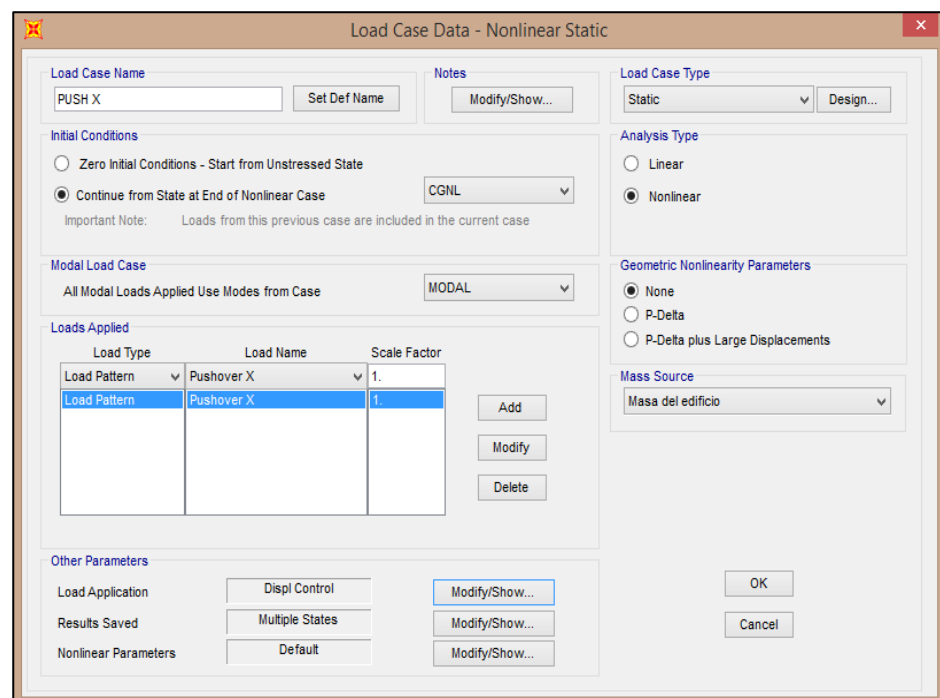 Load Case Data - Nonlinear Static
Load Case Name
PUSH X
Set Def Name
Notes
Modify/Show...
Load Case Type
Static
Design...
Initial Conditions
Zero Initial Conditions - Start from Unstressed State
Continue from State at End of Nonlinear Case
CGNL
Important Note: Loads from this previous case are included in the current case
Analysis Type
Linear
Nonlinear
Modal Load Case
All Modal Loads Applied Use Modes from Case
MODAL
Geometric Nonlinearity Parameters
None
P-Delta
P-Delta plus Large Displacements
Loads Applied
Load Type Load Name Scale Factor
Load Pattern Pushover X 1.
Load Pattern Pushover X 1.
Add
Modify
Delete
Mass Source
Masa del edificio
Other Parameters
Load Application Displ Control Modify/Show...
Results Saved Multiple States Modify/Show...
Nonlinear Parameters Default Modify/Show...
OK
Cancel